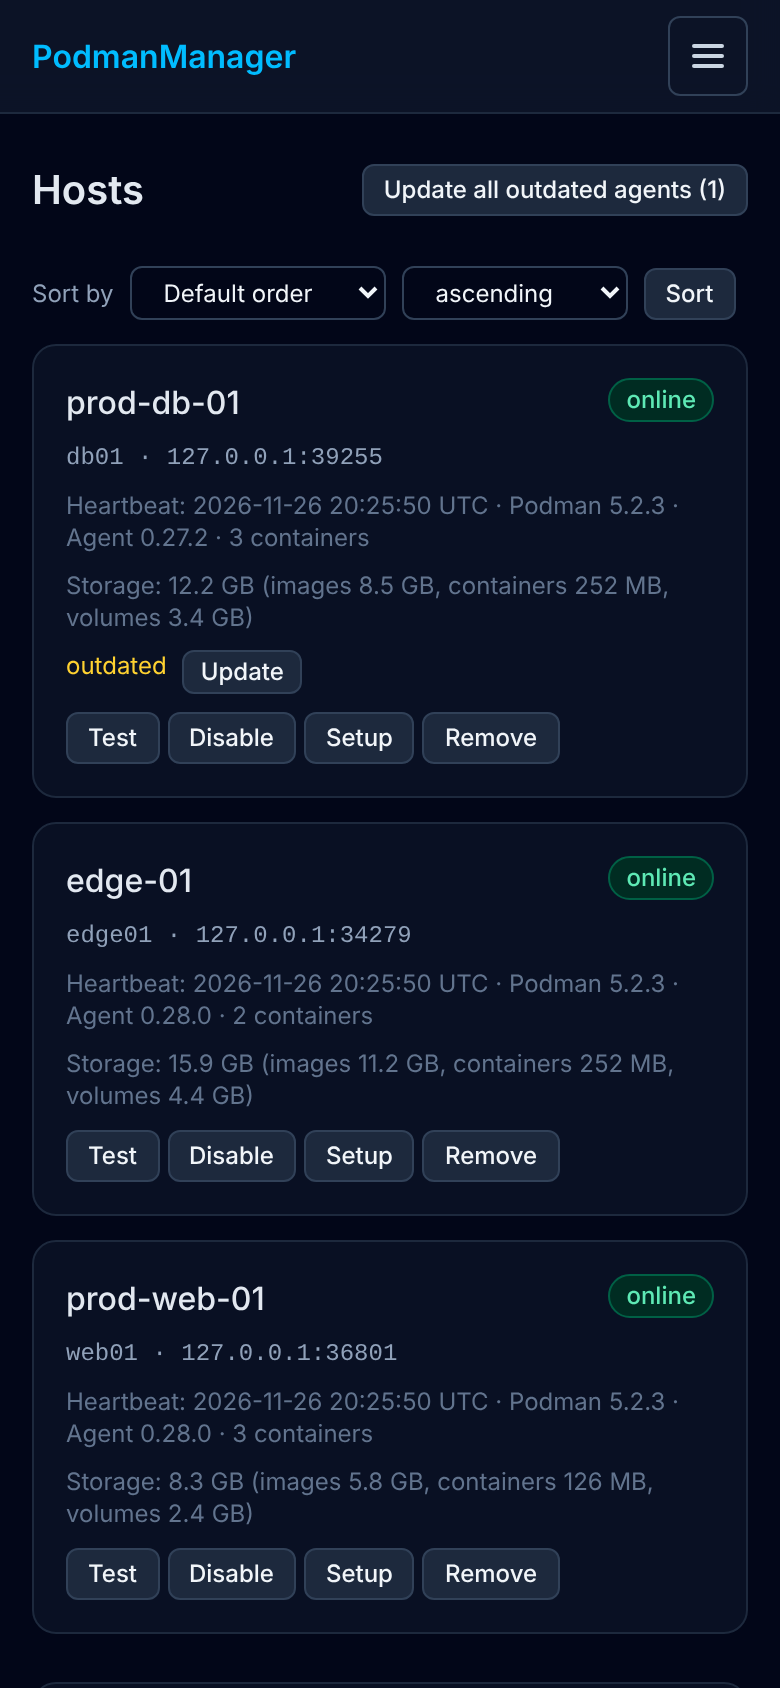 PodmanManager
Hosts
Update all outdated agents (1)
Sort by
Default order
ascending
Sort
prod-db-01
online
db01 · 127.0.0.1:39255
Heartbeat: 2026-11-26 20:25:50 UTC · Podman 5.2.3 ·
Agent 0.27.2 · 3 containers
Storage: 12.2 GB (images 8.5 GB, containers 252 MB,
volumes 3.4 GB)
outdated
Update
Test
Disable
Setup
Remove
edge-01
online
edge01 · 127.0.0.1:34279
Heartbeat: 2026-11-26 20:25:50 UTC · Podman 5.2.3 ·
Agent 0.28.0 · 2 containers
Storage: 15.9 GB (images 11.2 GB, containers 252 MB,
volumes 4.4 GB)
Test
Disable
Setup
Remove
prod-web-01
online
web01 · 127.0.0.1:36801
Heartbeat: 2026-11-26 20:25:50 UTC · Podman 5.2.3 ·
Agent 0.28.0 · 3 containers
Storage: 8.3 GB (images 5.8 GB, containers 126 MB,
volumes 2.4 GB)
Test
Disable
Setup
Remove